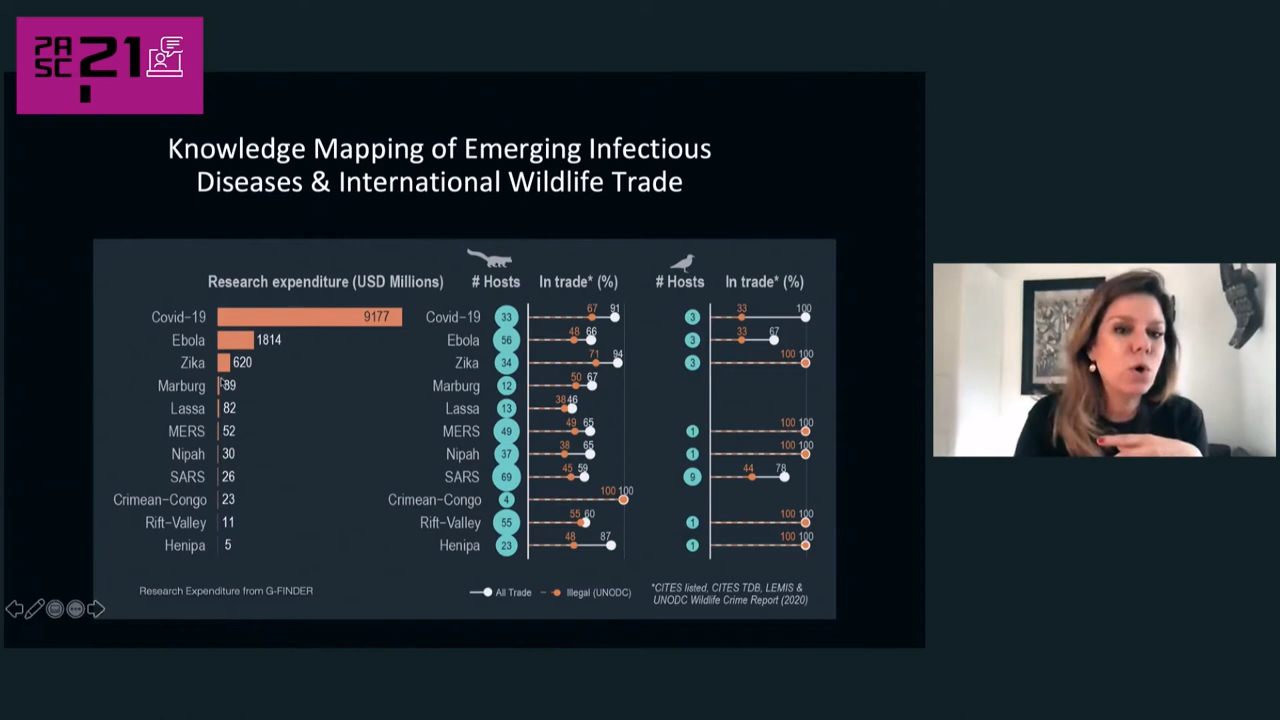 PA
SC 21
Knowledge Mapping of Emerging Infectious
Diseases & International Wildlife Trade
Research expenditure (USD Millions)
# Hosts
In trade* (%)
# Hosts
In trade* (%)
Covid-19 9177 Covid-19 33 67 91 3 33 100
Ebola 1814 Ebola 56 48 66 3 33 67
Zika 620 Zika 34 71 94 3 100 100
Marburg 89 Marburg 12 50 67
Lassa 82 Lassa 13 38 46
MERS 52 MERS 49 49 65 1 100 100
Nipah 30 Nipah 37 38 65 1 100 100
SARS 26 SARS 69 45 59 9 44 78
Crimean-Congo 23 Crimean-Congo 4 100 100
Rift-Valley 11 Rift-Valley 55 55 60 1 100 100
Henipa 5 Henipa 23 48 87 1 100 100
Research Expenditure from G-FINDER
All Trade
Illegal (UNODC)
*CITES listed, CITES TDB, LEMIS &
UNODC Wildlife Crime Report (2020)